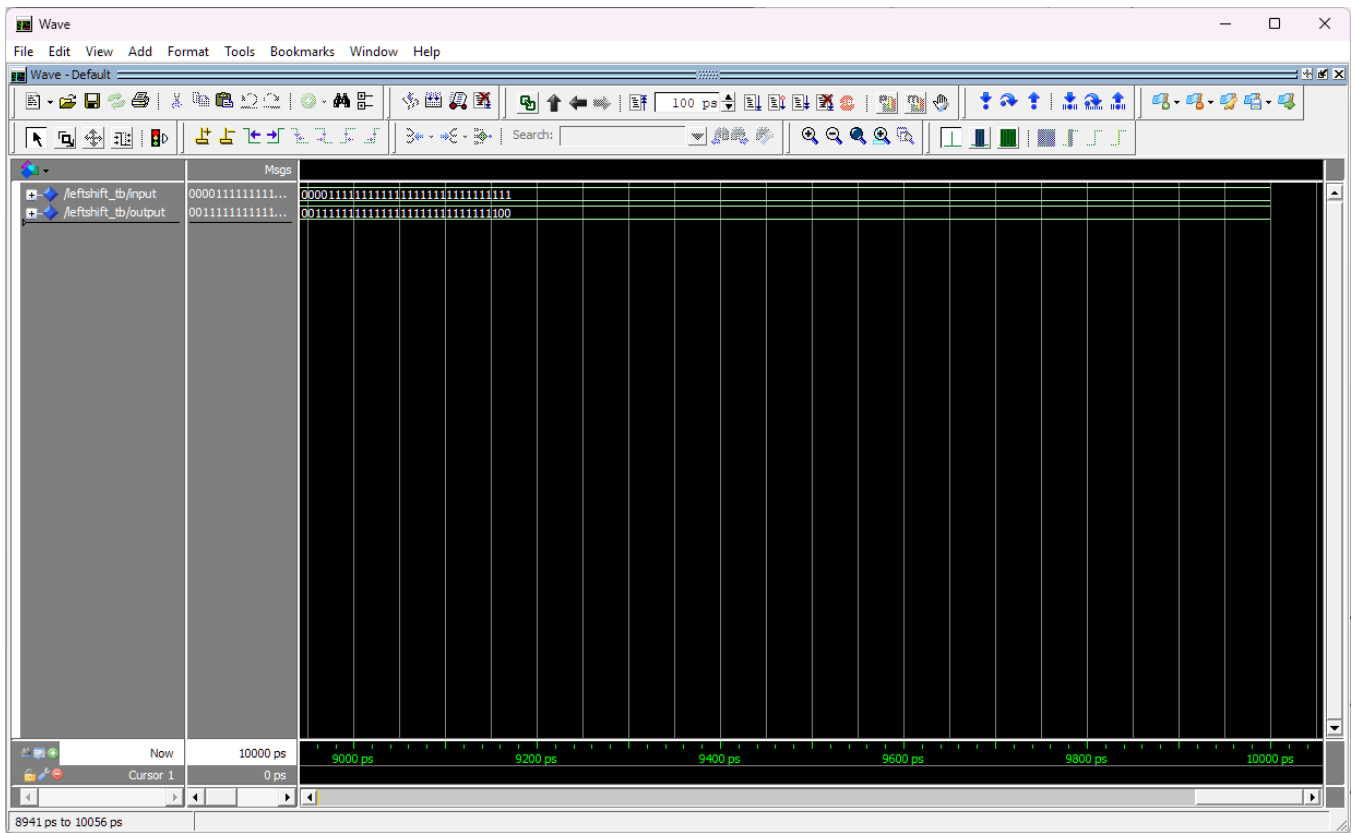 Wave
File Edit View Add Format Tools Bookmarks Window Help
Wave - Default
100 ps
Search:
Msgs
/leftshift_tb/input 0000111111111... 00001111111111111111111111111111
/leftshift_tb/output 0011111111111... 00111111111111111111111111111100
Now 10000 ps
9000 ps 9200 ps 9400 ps 9600 ps 9800 ps 10000 ps
Cursor 1 0 ps
8941 ps to 10056 ps